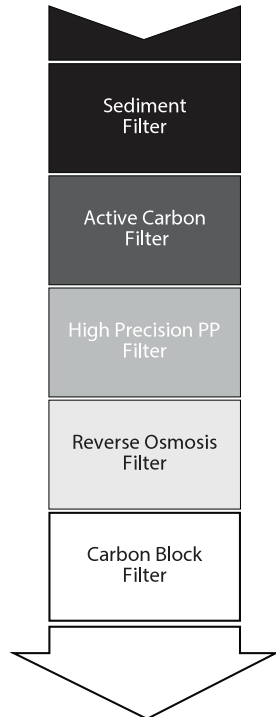 Sediment
Filter
Active Carbon
Filter
High Precision PP
Filter
Reverse Osmosis
Filter
Carbon Block
Filter